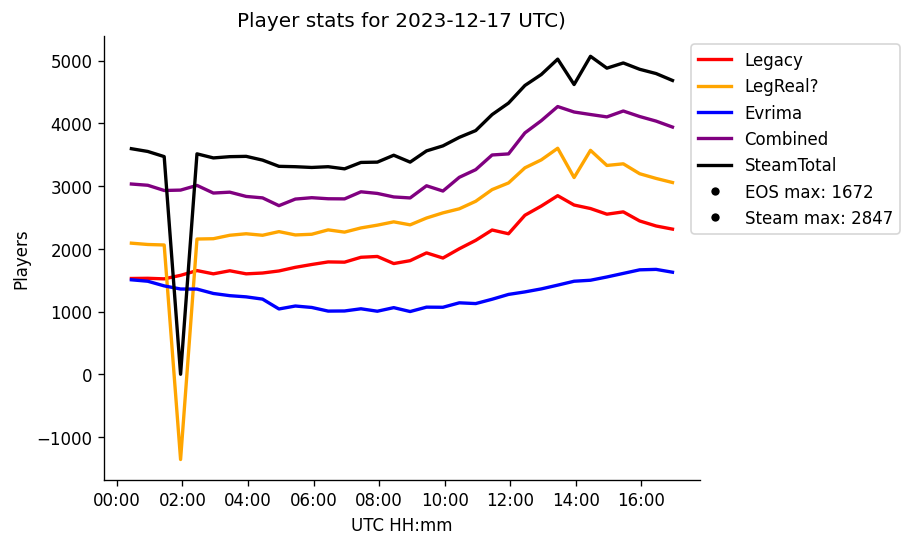 Player stats for 2023-12-17 UTC)
5000
4000
3000
2000
1000
0
−1000
Players
00:00 02:00 04:00 06:00 08:00 10:00 12:00 14:00 16:00
UTC HH:mm
Legacy
LegReal?
Evrima
Combined
SteamTotal
EOS max: 1672
Steam max: 2847